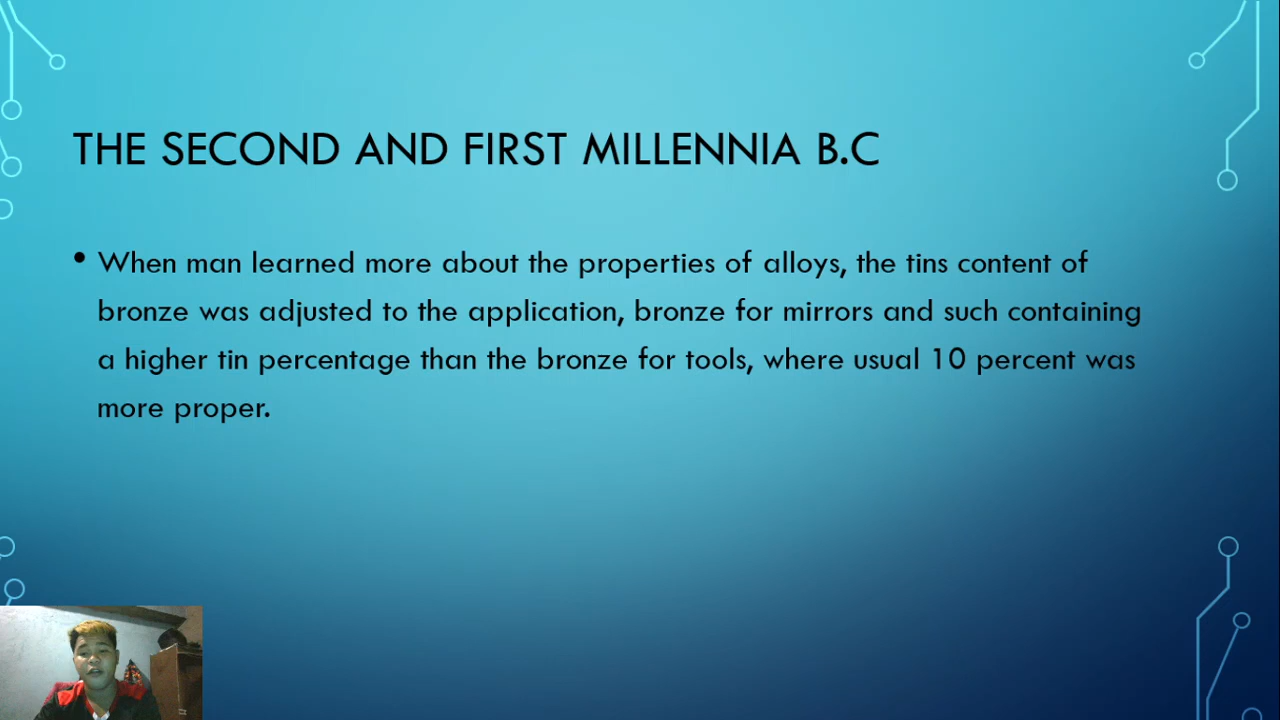 THE SECOND AND FIRST MILLENNIA B.C
• When man learned more about the properties of alloys, the tins content of
bronze was adjusted to the application, bronze for mirrors and such containing
a higher tin percentage than the bronze for tools, where usual 10 percent was
more proper.